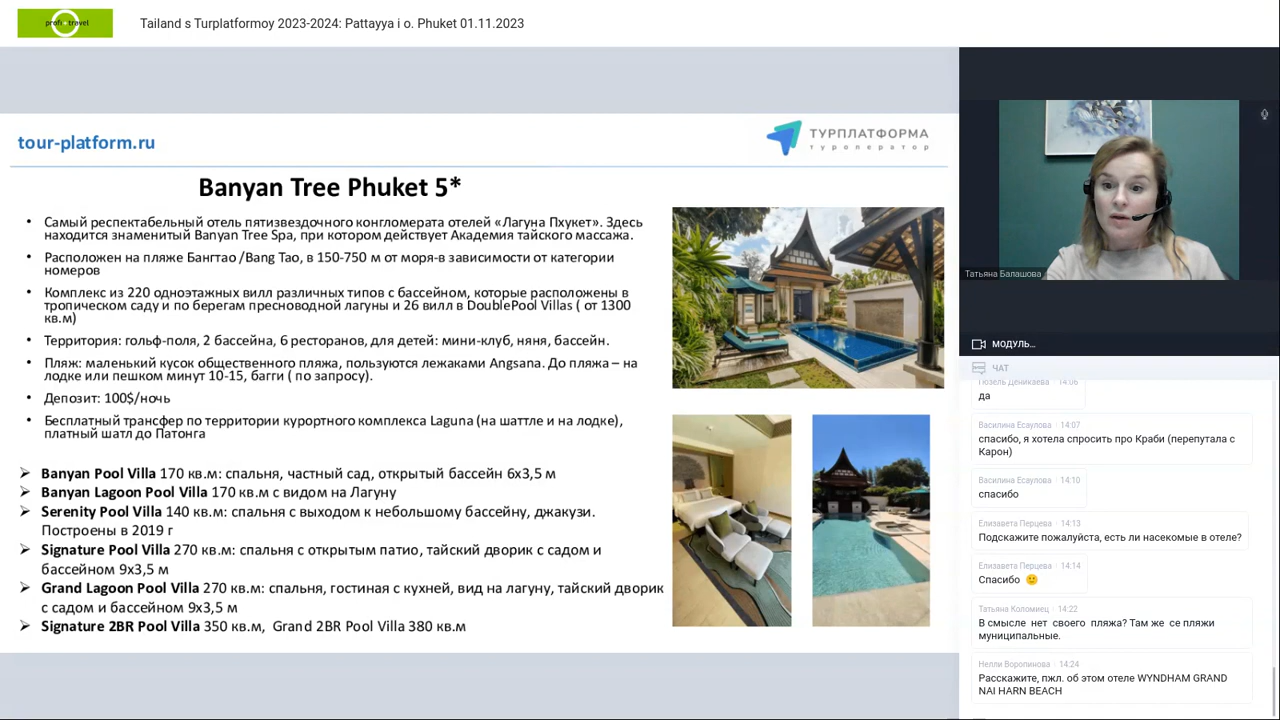 profi travel
Tailand s Turplatformoy 2023-2024: Pattayya i o. Phuket 01.11.2023
tour-platform.ru
ТУРПЛАТФОРМА
туроператор
Banyan Tree Phuket 5*
• Самый респектабельный отель пятизвездочного конгломерата отелей «Лагуна Пхукет». Здесь
находится знаменитый Banyan Tree Spa, при котором действует Академия тайского массажа.
• Расположен на пляже Бангтао /Bang Tao, в 150-750 м от моря-в зависимости от категории
номеров
• Комплекс из 220 одноэтажных вилл различных типов с бассейном, которые расположены в
тропическом саду и по берегам пресноводной лагуны и 26 вилл в DoublePool Villas ( от 1300
кв.м)
• Территория: гольф-поля, 2 бассейна, 6 ресторанов, для детей: мини-клуб, няня, бассейн.
• Пляж: маленький кусок общественного пляжа, пользуются лежаками Angsana. До пляжа – на
лодке или пешком минут 10-15, багги ( по запросу).
• Депозит: 100$/ночь
• Бесплатный трансфер по территории курортного комплекса Laguna (на шаттле и на лодке),
платный шатл до Патонга
➢ Banyan Pool Villa 170 кв.м: спальня, частный сад, открытый бассейн 6х3,5 м
➢ Banyan Lagoon Pool Villa 170 кв.м с видом на Лагуну
➢ Serenity Pool Villa 140 кв.м: спальня с выходом к небольшому бассейну, джакузи.
Построены в 2019 г
➢ Signature Pool Villa 270 кв.м: спальня с открытым патио, тайский дворик с садом и
бассейном 9х3,5 м
➢ Grand Lagoon Pool Villa 270 кв.м: спальня, гостиная с кухней, вид на лагуну, тайский дворик
с садом и бассейном 9х3,5 м
➢ Signature 2BR Pool Villa 350 кв.м, Grand 2BR Pool Villa 380 кв.м
Татьяна Балашова
МОДУЛЬ...
ЧАТ
Гюзель Деникаева 14:06
да
Василина Есаулова 14:07
спасибо, я хотела спросить про Краби (перепутала с
Карон)
Василина Есаулова 14:10
спасибо
Елизавета Перцева 14:13
Подскажите пожалуйста, есть ли насекомые в отеле?
Елизавета Перцева 14:14
Спасибо 🙂
Татьяна Коломиец 14:22
В смысле нет своего пляжа? Там же се пляжи
муниципальные.
Нелли Воропинова 14:24
Расскажите, пжл. об этом отеле WYNDHAM GRAND
NAI HARN BEACH